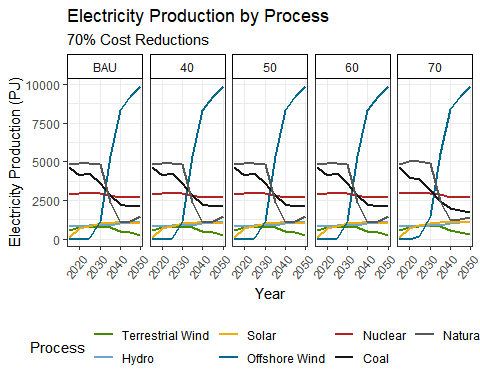 Electricity Production by Process
70% Cost Reductions
BAU 40 50 60 70
Electricity Production (PJ)
10000
7500
5000
2500
0
2020 2030 2040 2050 2020 2030 2040 2050 2020 2030 2040 2050 2020 2030 2040 2050 2020 2030 2040 2050
Year
Process
Terrestrial Wind Solar Nuclear Natura
Hydro Offshore Wind Coal